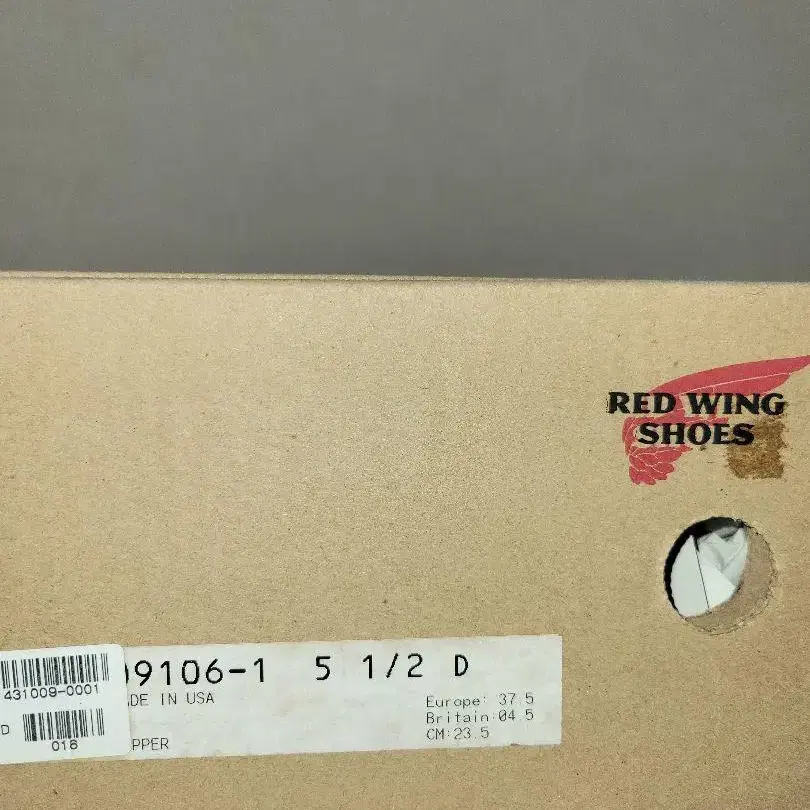 RED WING
SHOES
09106-1 5 1/2 D
ADE IN USA
Europe: 37.5
Britain:04.5
CM:23.5
PPER
431009-0001
D
018